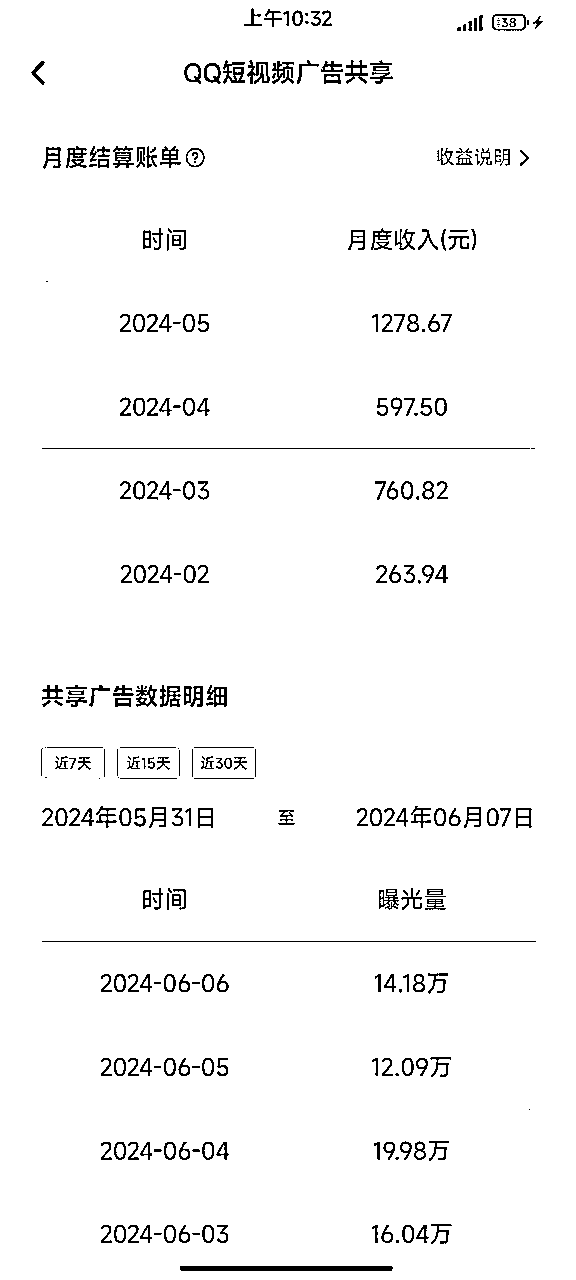 上午10:32
38
QQ短视频广告共享
月度结算账单?
收益说明
时间 月度收入(元)
2024-05 1278.67
2024-04 597.50
2024-03 760.82
2024-02 263.94
共享广告数据明细
近7天 近15天 近30天
2024年05月31日 至 2024年06月07日
时间 曝光量
2024-06-06 14.18万
2024-06-05 12.09万
2024-06-04 19.98万
2024-06-03 16.04万